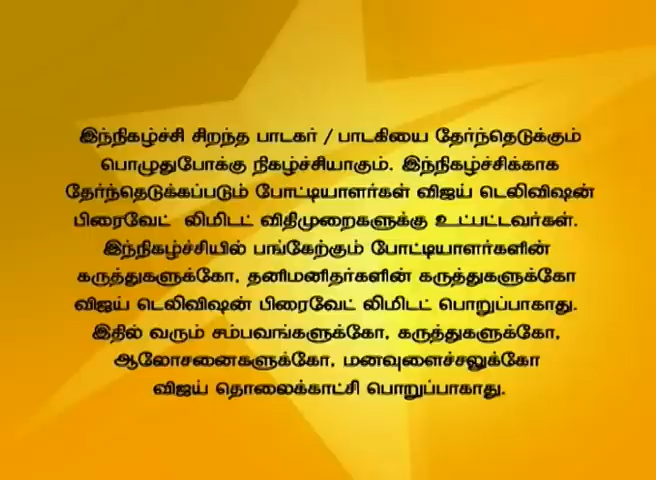 இந்நிகழ்ச்சி சிறந்த பாடகர் / பாடகியை தேர்ந்தெடுக்கும்
பொழுதுபோக்கு நிகழ்ச்சியாகும். இந்நிகழ்ச்சிக்காக
தேர்ந்தெடுக்கப்படும் போட்டியாளர்கள் விஜய் டெலிவிஷன்
பிரைவேட் லிமிடட் விதிமுறைகளுக்கு உட்பட்டவர்கள்.
இந்நிகழ்ச்சியில் பங்கேற்கும் போட்டியாளர்களின்
கருத்துகளுக்கோ, தனிமனிதர்களின் கருத்துகளுக்கோ
விஜய் டெலிவிஷன் பிரைவேட் லிமிடட் பொறுப்பாகாது.
இதில் வரும் சம்பவங்களுக்கோ, கருத்துகளுக்கோ,
ஆலோசனைகளுக்கோ, மனவுளைச்சலுக்கோ
விஜய் தொலைக்காட்சி பொறுப்பாகாது.